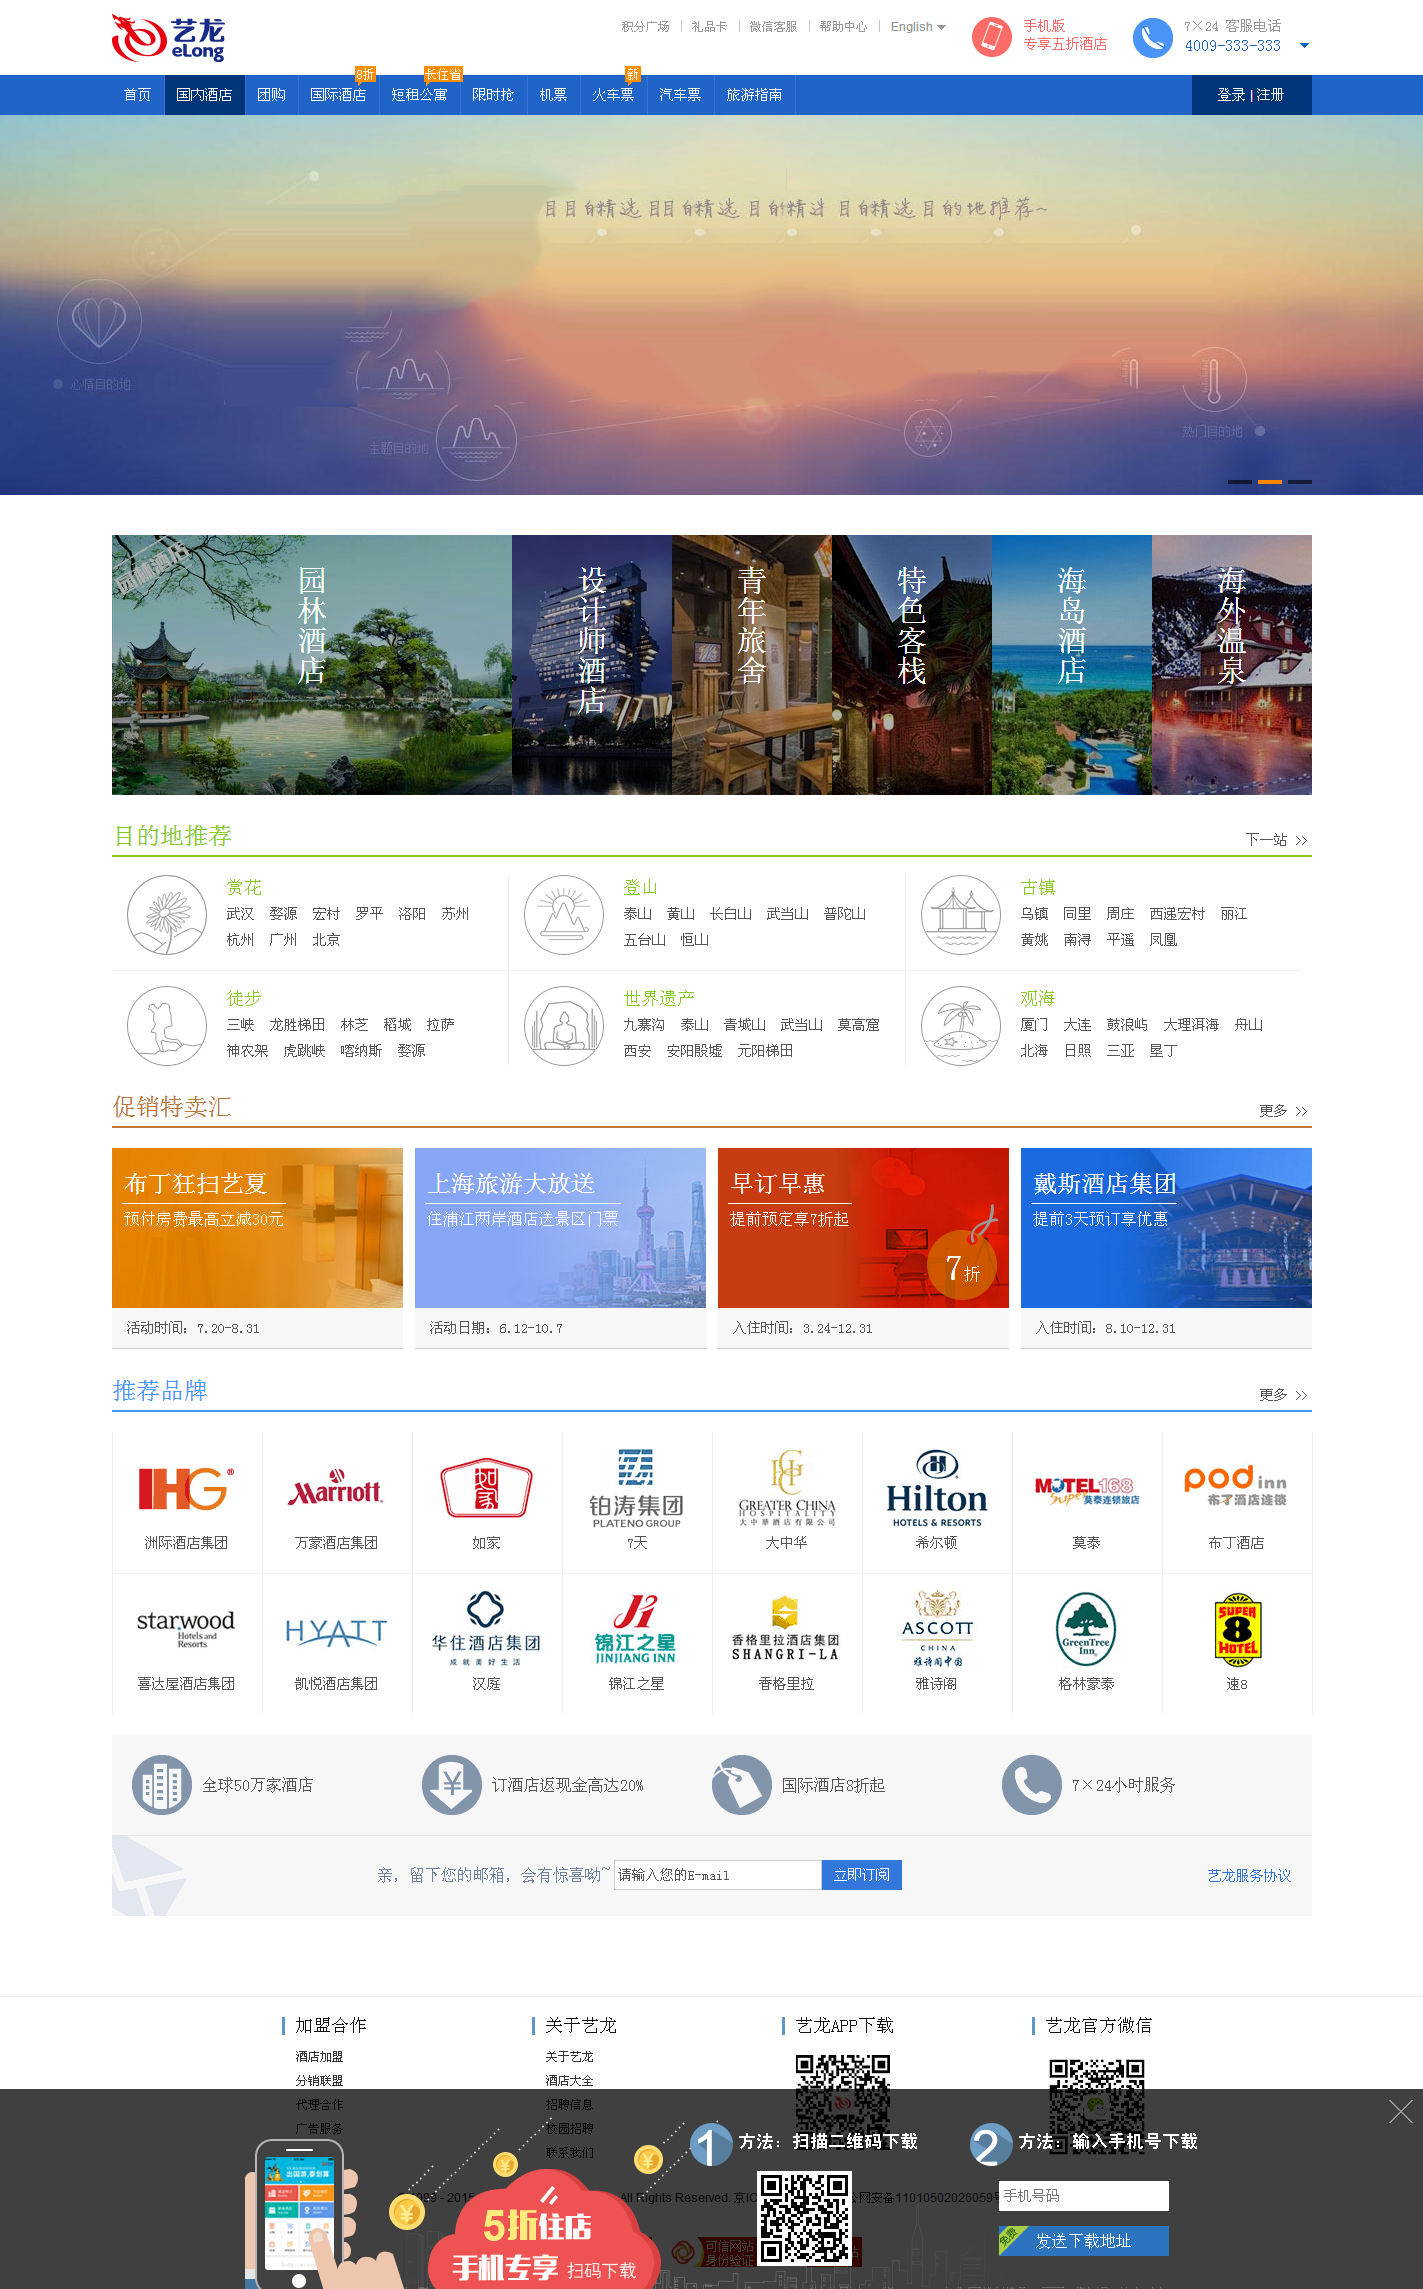 艺龙
eLong
积分广场 礼品卡 微信客服 帮助中心 English
手机版
专享五折酒店
7×24 客服电话
4009-333-333
8折 长住省 新
首页 国内酒店 团购 国际酒店 短租公寓 限时抢 机票 火车票 汽车票 旅游指南 登录 | 注册
目的地推荐~
心情目的地
主题目的地
热门目的地
园林酒店
园林酒店
设计师酒店
青年旅舍
特色客栈
海岛酒店
海外温泉
目的地推荐 下一站
赏花
武汉 婺源 宏村 罗平 洛阳 苏州
杭州 广州 北京
登山
泰山 黄山 长白山 武当山 普陀山
五台山 恒山
古镇
乌镇 同里 周庄 西递宏村 丽江
黄姚 南浔 平遥 凤凰
徒步
三峡 龙胜梯田 林芝 稻城 拉萨
神农架 虎跳峡 喀纳斯 婺源
世界遗产
九寨沟 泰山 青城山 武当山 莫高窟
西安 安阳殷墟 元阳梯田
观海
厦门 大连 鼓浪屿 大理洱海 舟山
北海 日照 三亚 垦丁
促销特卖汇 更多
布丁狂扫艺夏
预付房费最高立减30元
活动时间：7.20-8.31
上海旅游大放送
住浦江两岸酒店送景区门票
活动日期：6.12-10.7
早订早惠
提前预定享7折起
7折
入住时间：3.24-12.31
戴斯酒店集团
提前3天预订享优惠
入住时间：8.10-12.31
推荐品牌 更多
IHG
洲际酒店集团
Marriott
万豪酒店集团
如家
如家
铂涛集团
PLATENO GROUP
7天
GREATER CHINA
HOSPITALITY
大中華酒店有限公司
大中华
Hilton
HOTELS & RESORTS
希尔顿
MOTEL168
super 莫泰连锁旅店
莫泰
pod inn
布丁酒店连锁
布丁酒店
starwood
Hotels and
Resorts
喜达屋酒店集团
HYATT
凯悦酒店集团
华住酒店集团
成就美好生活
汉庭
锦江之星
JINJIANG INN
锦江之星
香格里拉酒店集团
SHANGRI-LA
香格里拉
ASCOTT
CHINA
雅诗阁中国
雅诗阁
GreenTree
Inn
格林豪泰
SUPER
8
HOTEL
速8
全球50万家酒店
订酒店返现金高达20%
国际酒店8折起
7×24小时服务
亲，留下您的邮箱，会有惊喜呦~ 请输入您的E-mail 立即订阅
艺龙服务协议
加盟合作
酒店加盟
分销联盟
代理合作
广告服务
关于艺龙
关于艺龙
酒店大全
招聘信息
校园招聘
联系我们
艺龙APP下载
艺龙官方微信
All Rights Reserved.
公网安备11010502026059号
可信网站
身份验证
5折住店
手机专享 扫码下载
1 方法：扫描二维码下载
2 方法：输入手机号下载
手机号码
免费 发送下载地址